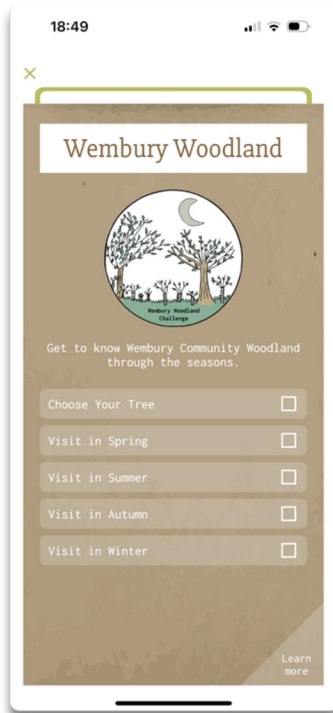 18:49
Wembury Woodland
Wembury Woodland
Challenge
Get to know Wembury Community Woodland
through the seasons.
Choose Your Tree
Visit in Spring
Visit in Summer
Visit in Autumn
Visit in Winter
Learn
more